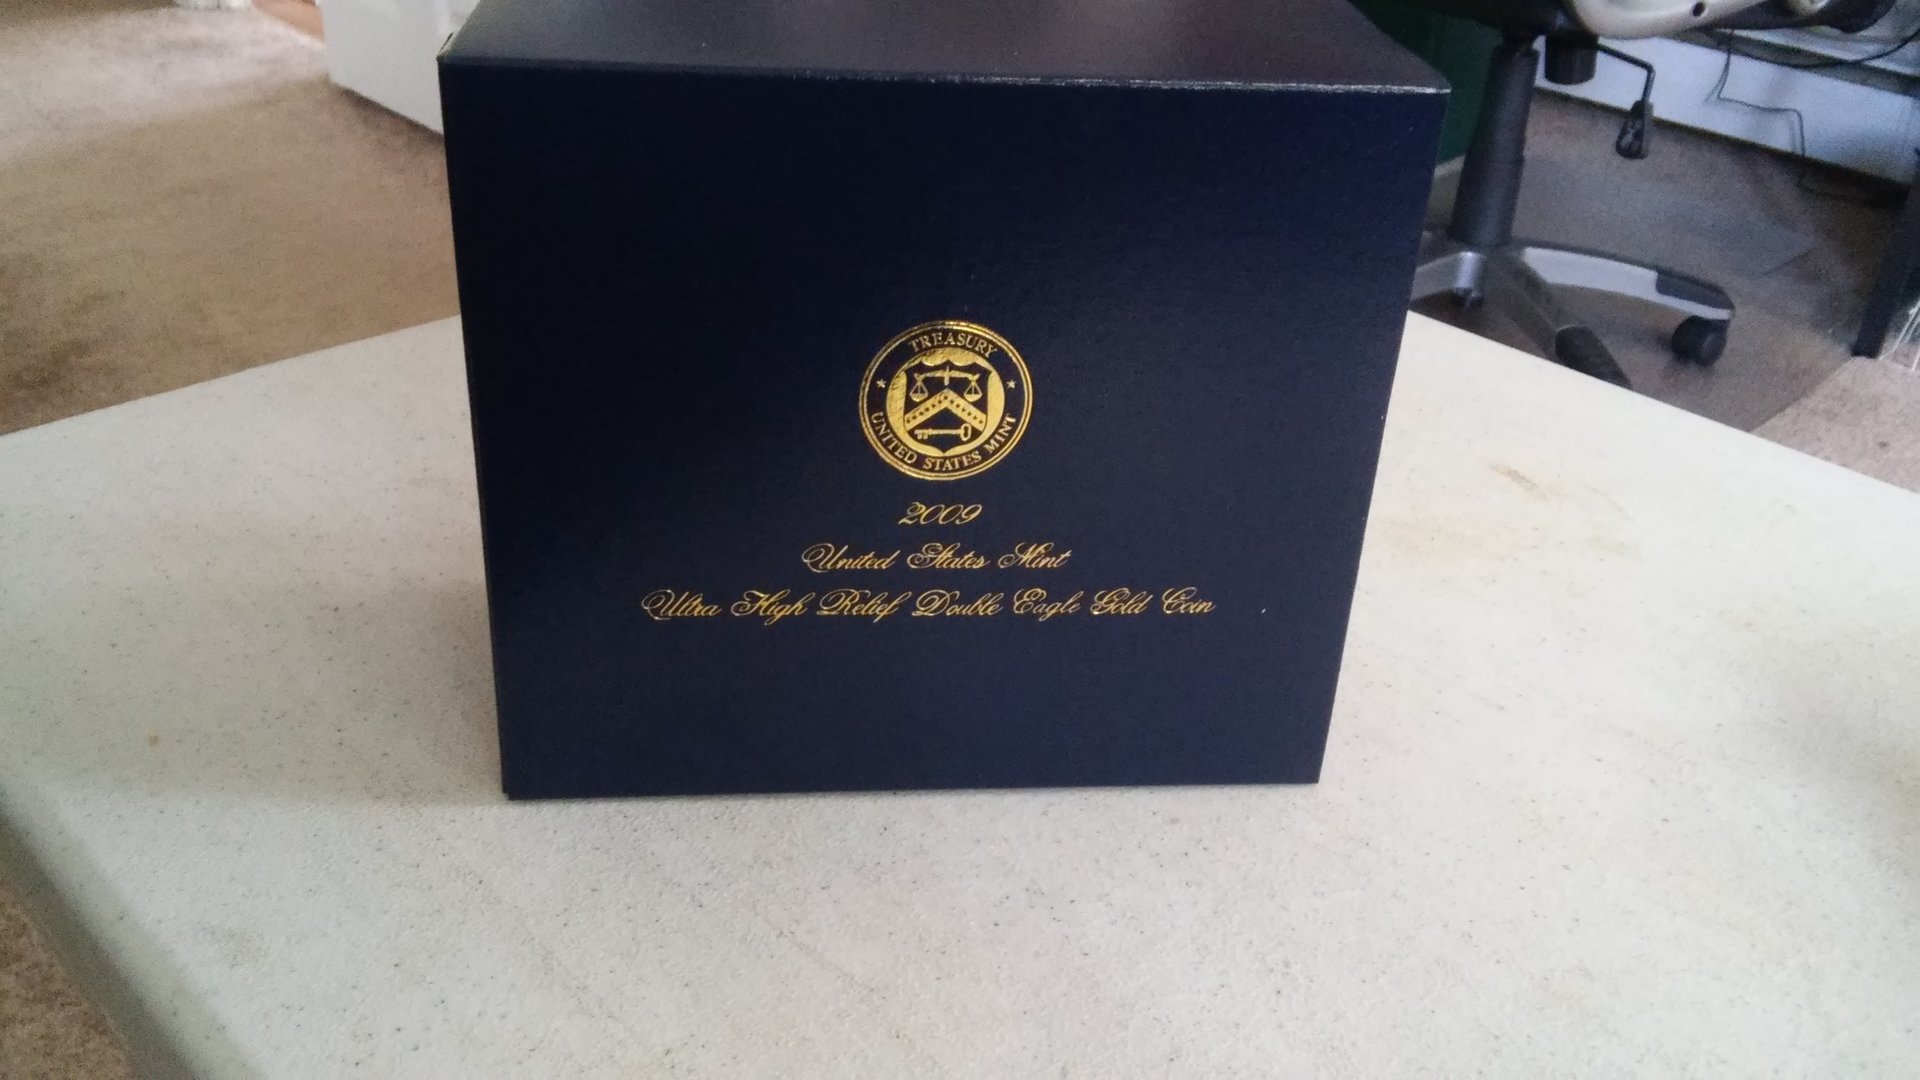 TREASURY
UNITED STATES MINT
2009
United States Mint
Ultra High Relief Double Eagle Gold Coin